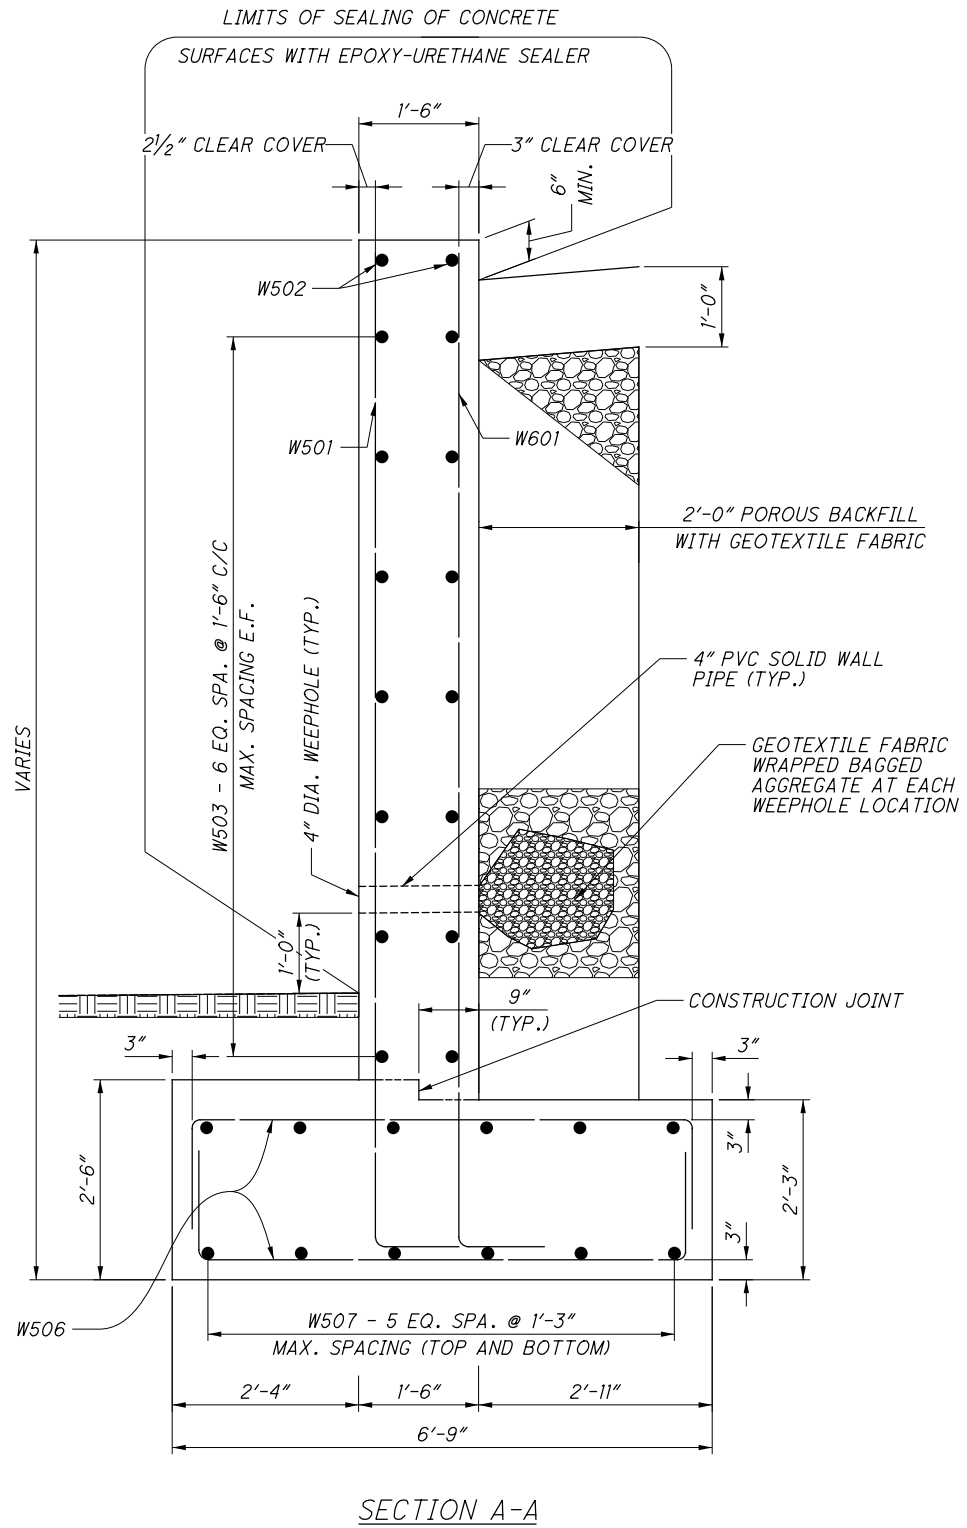 LIMITS OF SEALING OF CONCRETE
SURFACES WITH EPOXY-URETHANE SEALER
1'-6"
2½" CLEAR COVER
3" CLEAR COVER
6"
MIN.
W502
1'-0"
W501
W601
2'-0" POROUS BACKFILL
WITH GEOTEXTILE FABRIC
W503 - 6 EQ. SPA. @ 1'-6" C/C
MAX. SPACING E.F.
4" DIA. WEEPHOLE (TYP.)
4" PVC SOLID WALL
PIPE (TYP.)
VARIES
GEOTEXTILE FABRIC
WRAPPED BAGGED
AGGREGATE AT EACH
WEEPHOLE LOCATION
1'-0"
(TYP.)
9"
(TYP.)
CONSTRUCTION JOINT
3"
3"
2'-6"
3"
2'-3"
3"
W506
W507 - 5 EQ. SPA. @ 1'-3"
MAX. SPACING (TOP AND BOTTOM)
2'-4"
1'-6"
2'-11"
6'-9"
SECTION A-A